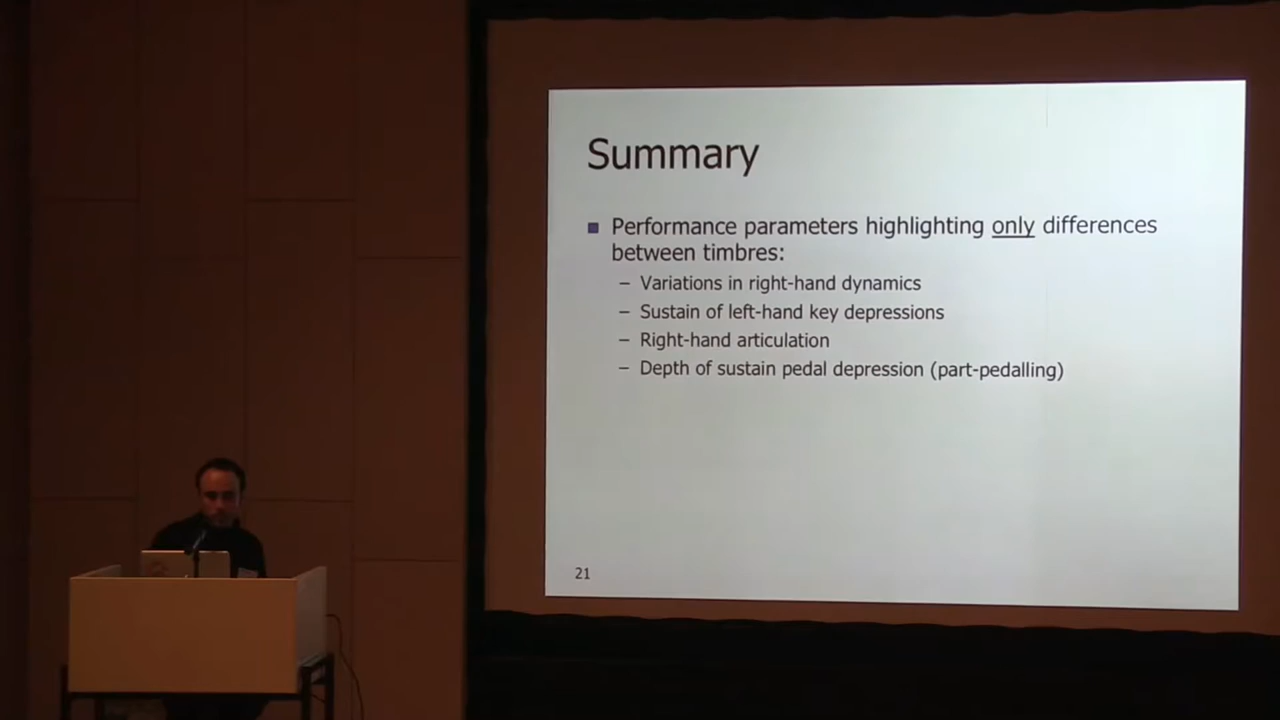 Summary
■ Performance parameters highlighting only differences
between timbres:
– Variations in right-hand dynamics
– Sustain of left-hand key depressions
– Right-hand articulation
– Depth of sustain pedal depression (part-pedalling)
21